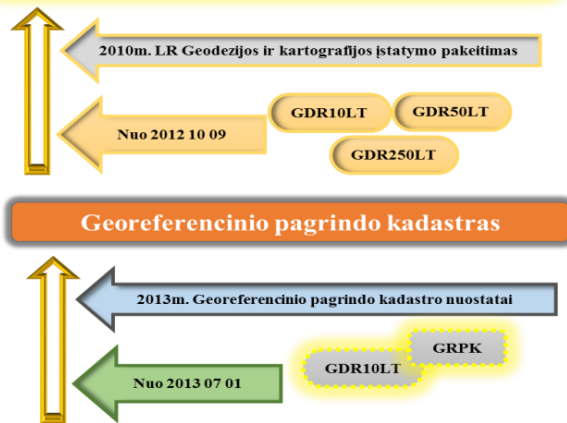 2010m. LR Geodezijos ir kartografijos įstatymo pakeitimas
Nuo 2012 10 09
GDR10LT
GDR50LT
GDR250LT
Georeferencinio pagrindo kadastras
2013m. Georeferencinio pagrindo kadastro nuostatai
Nuo 2013 07 01
GDR10LT
GRPK